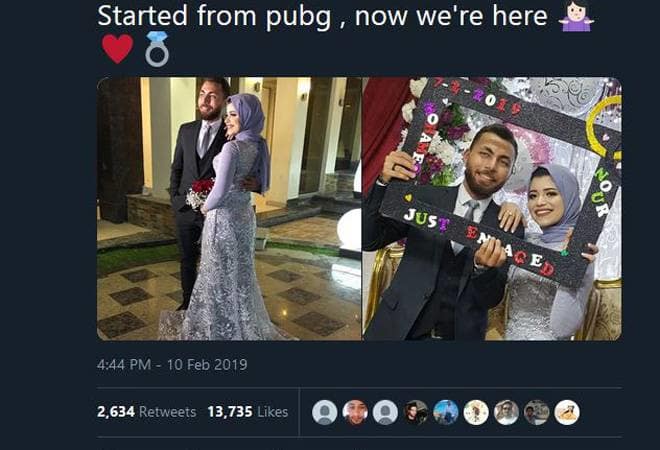 Started from pubg , now we're here 🤷🏻‍♀️
❤️💍
7-2-2019
MOHAMED
NOUR
JUST ENGAGED
4:44 PM - 10 Feb 2019
2,634 Retweets 13,735 Likes